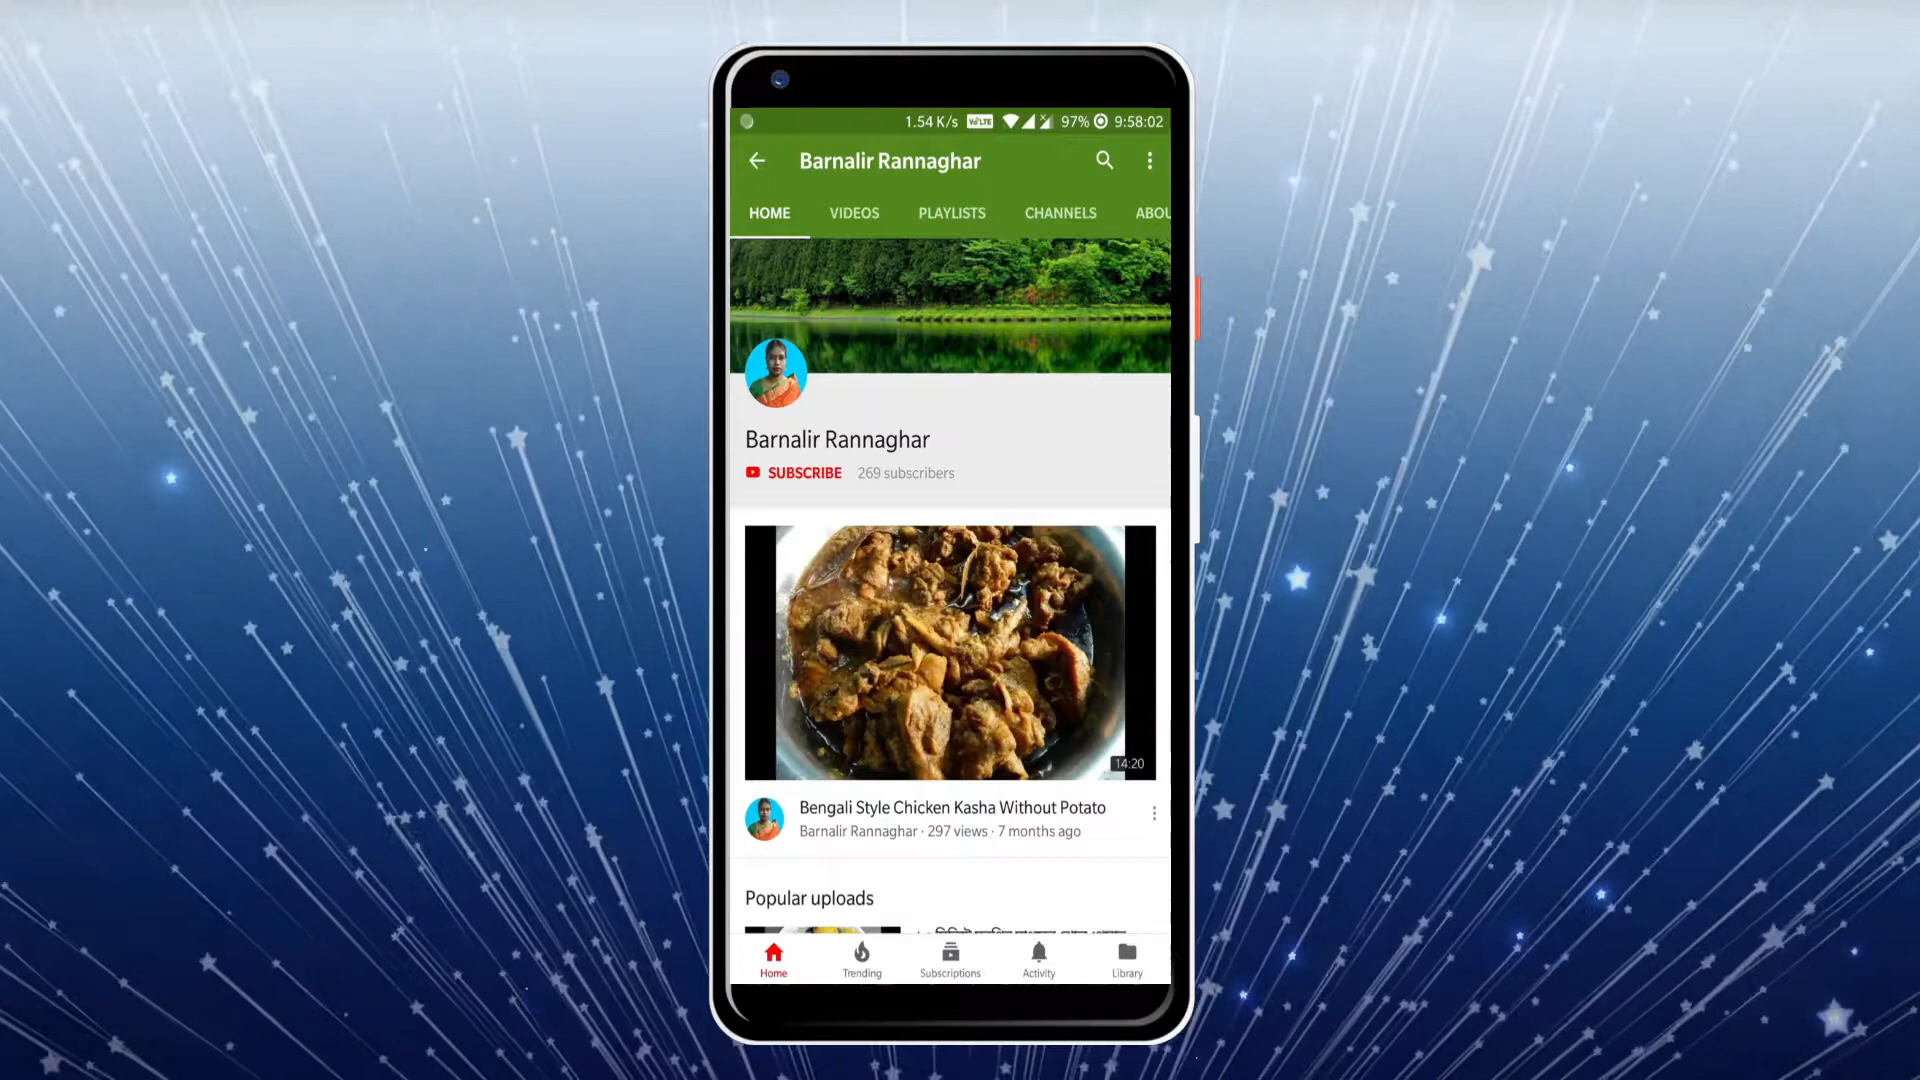 1.54 K/s VoLTE 97% 9:58:02
Barnalir Rannaghar
HOME VIDEOS PLAYLISTS CHANNELS ABOU
Barnalir Rannaghar
SUBSCRIBE 269 subscribers
14:20
Bengali Style Chicken Kasha Without Potato
Barnalir Rannaghar · 297 views · 7 months ago
Popular uploads
Home Trending Subscriptions Activity Library